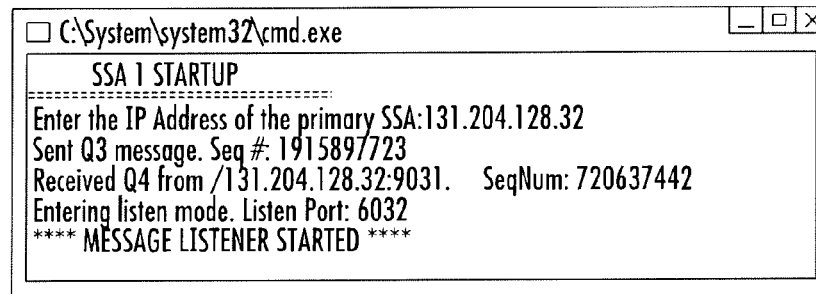 C:\System\system32\cmd.exe
SSA 1 STARTUP
================================
Enter the IP Address of the primary SSA:131.204.128.32
Sent Q3 message. Seq #: 1915897723
Received Q4 from /131.204.128.32:9031. SeqNum: 720637442
Entering listen mode. Listen Port: 6032
**** MESSAGE LISTENER STARTED ****